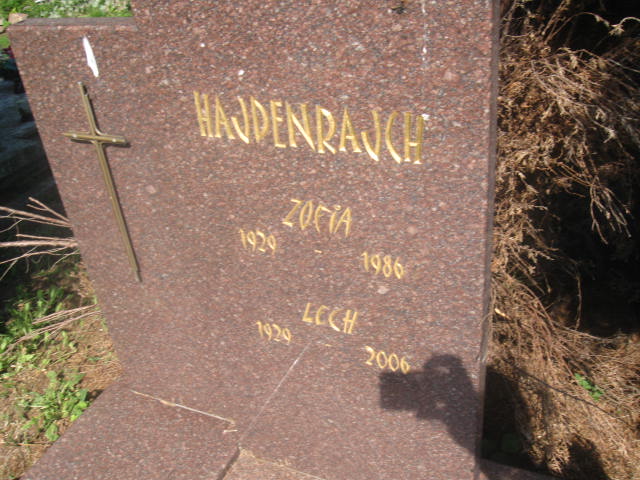 HAJDENRAJCH
ZOFIA
1929 - 1986
LECH
1929 - 2006